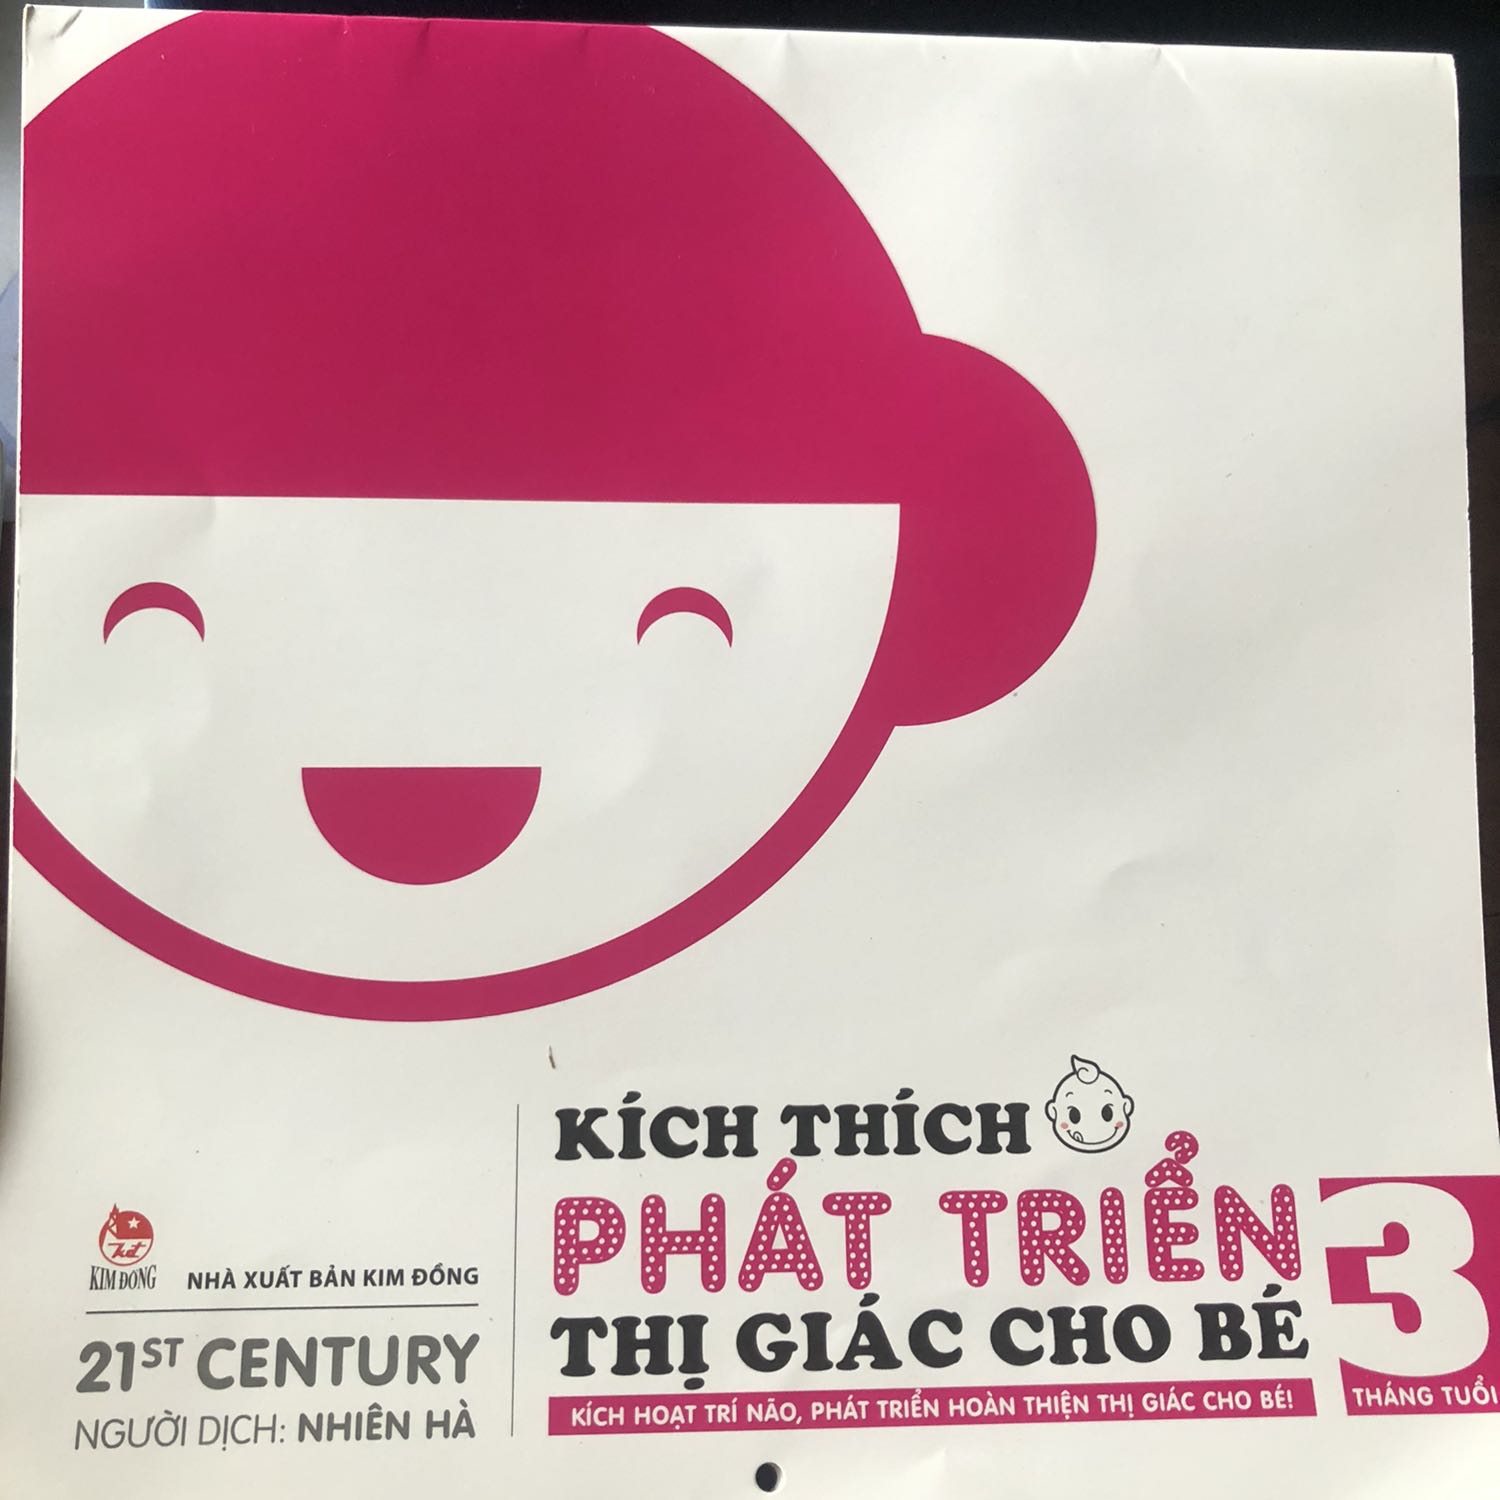 KÍCH THÍCH
PHÁT TRIỂN
THỊ GIÁC CHO BÉ
3
THÁNG TUỔI
KÍCH HOẠT TRÍ NÃO, PHÁT TRIỂN HOÀN THIỆN THỊ GIÁC CHO BÉ!
KIM ĐỒNG
NHÀ XUẤT BẢN KIM ĐỒNG
21ST CENTURY
NGƯỜI DỊCH: NHIÊN HÀ